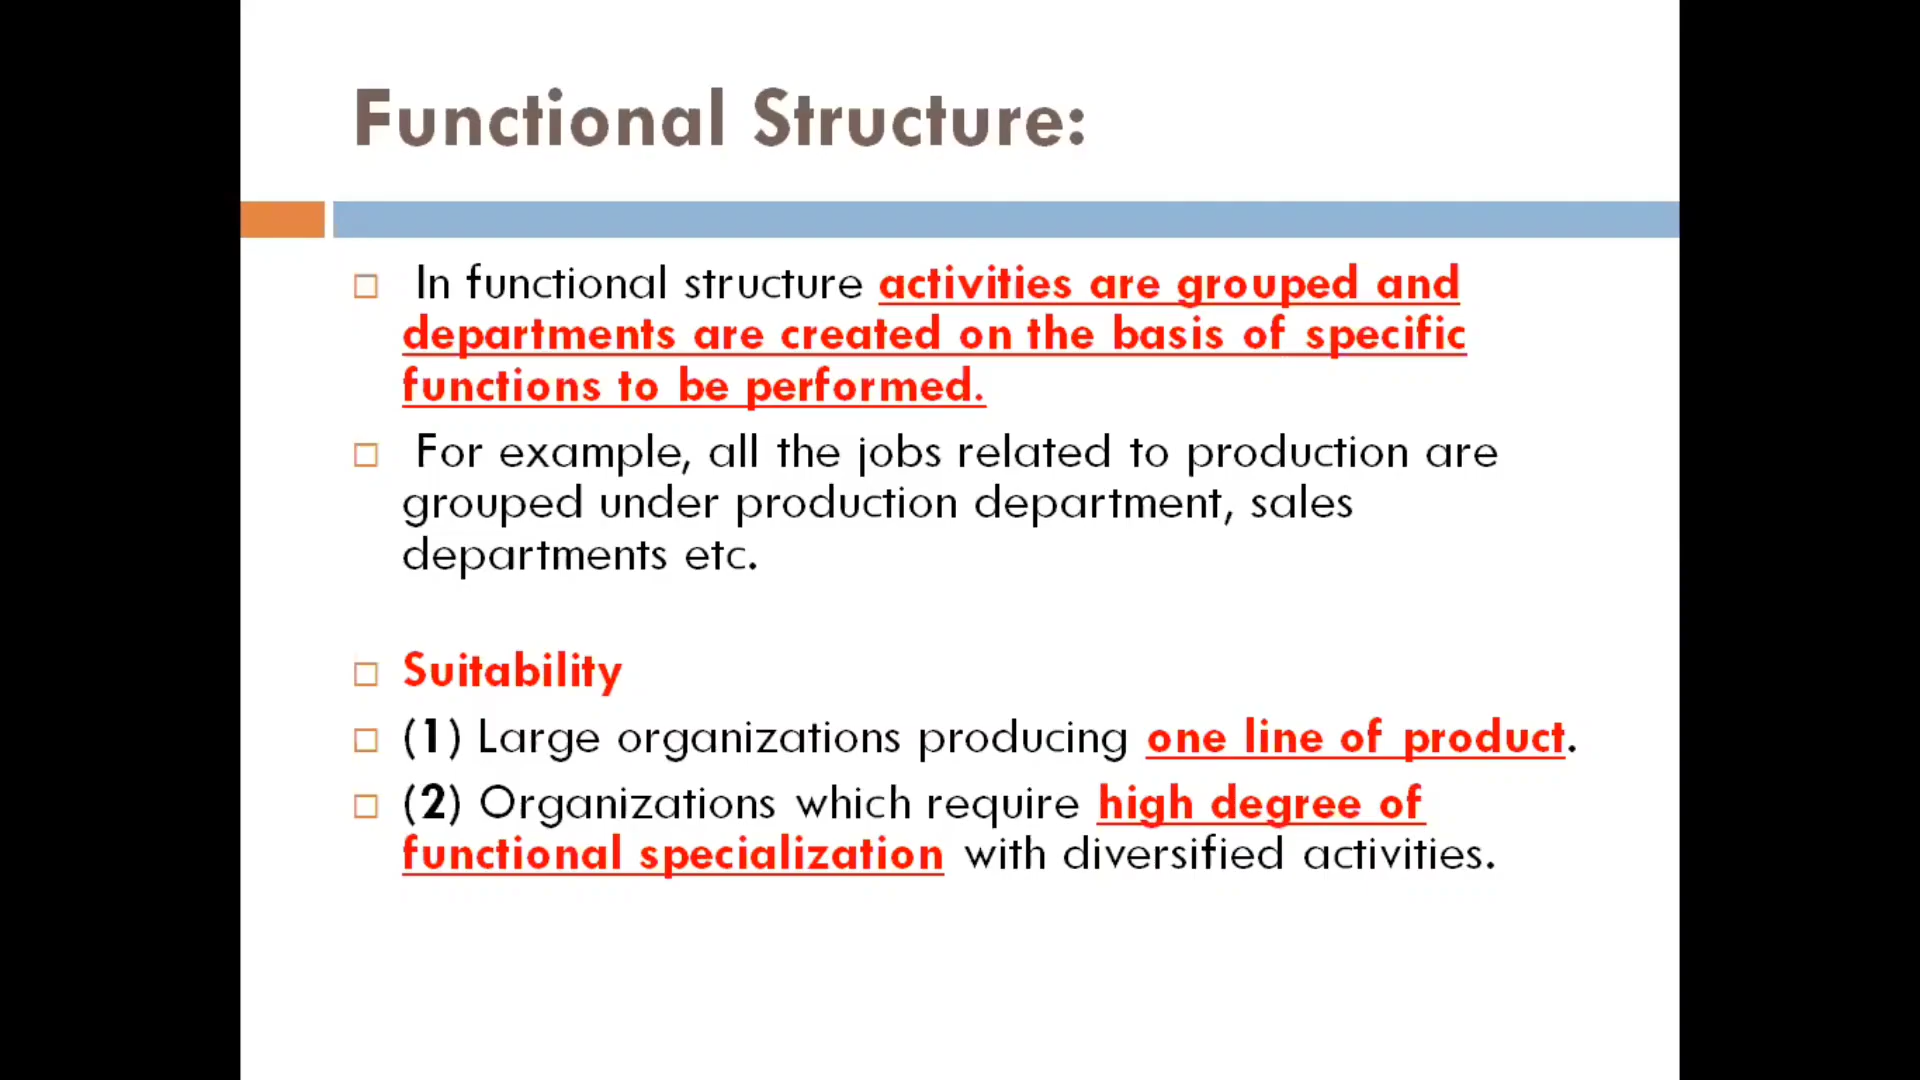 Functional Structure:
In functional structure activities are grouped and
departments are created on the basis of specific
functions to be performed.
For example, all the jobs related to production are
grouped under production department, sales
departments etc.
Suitability
(1) Large organizations producing one line of product.
(2) Organizations which require high degree of
functional specialization with diversified activities.